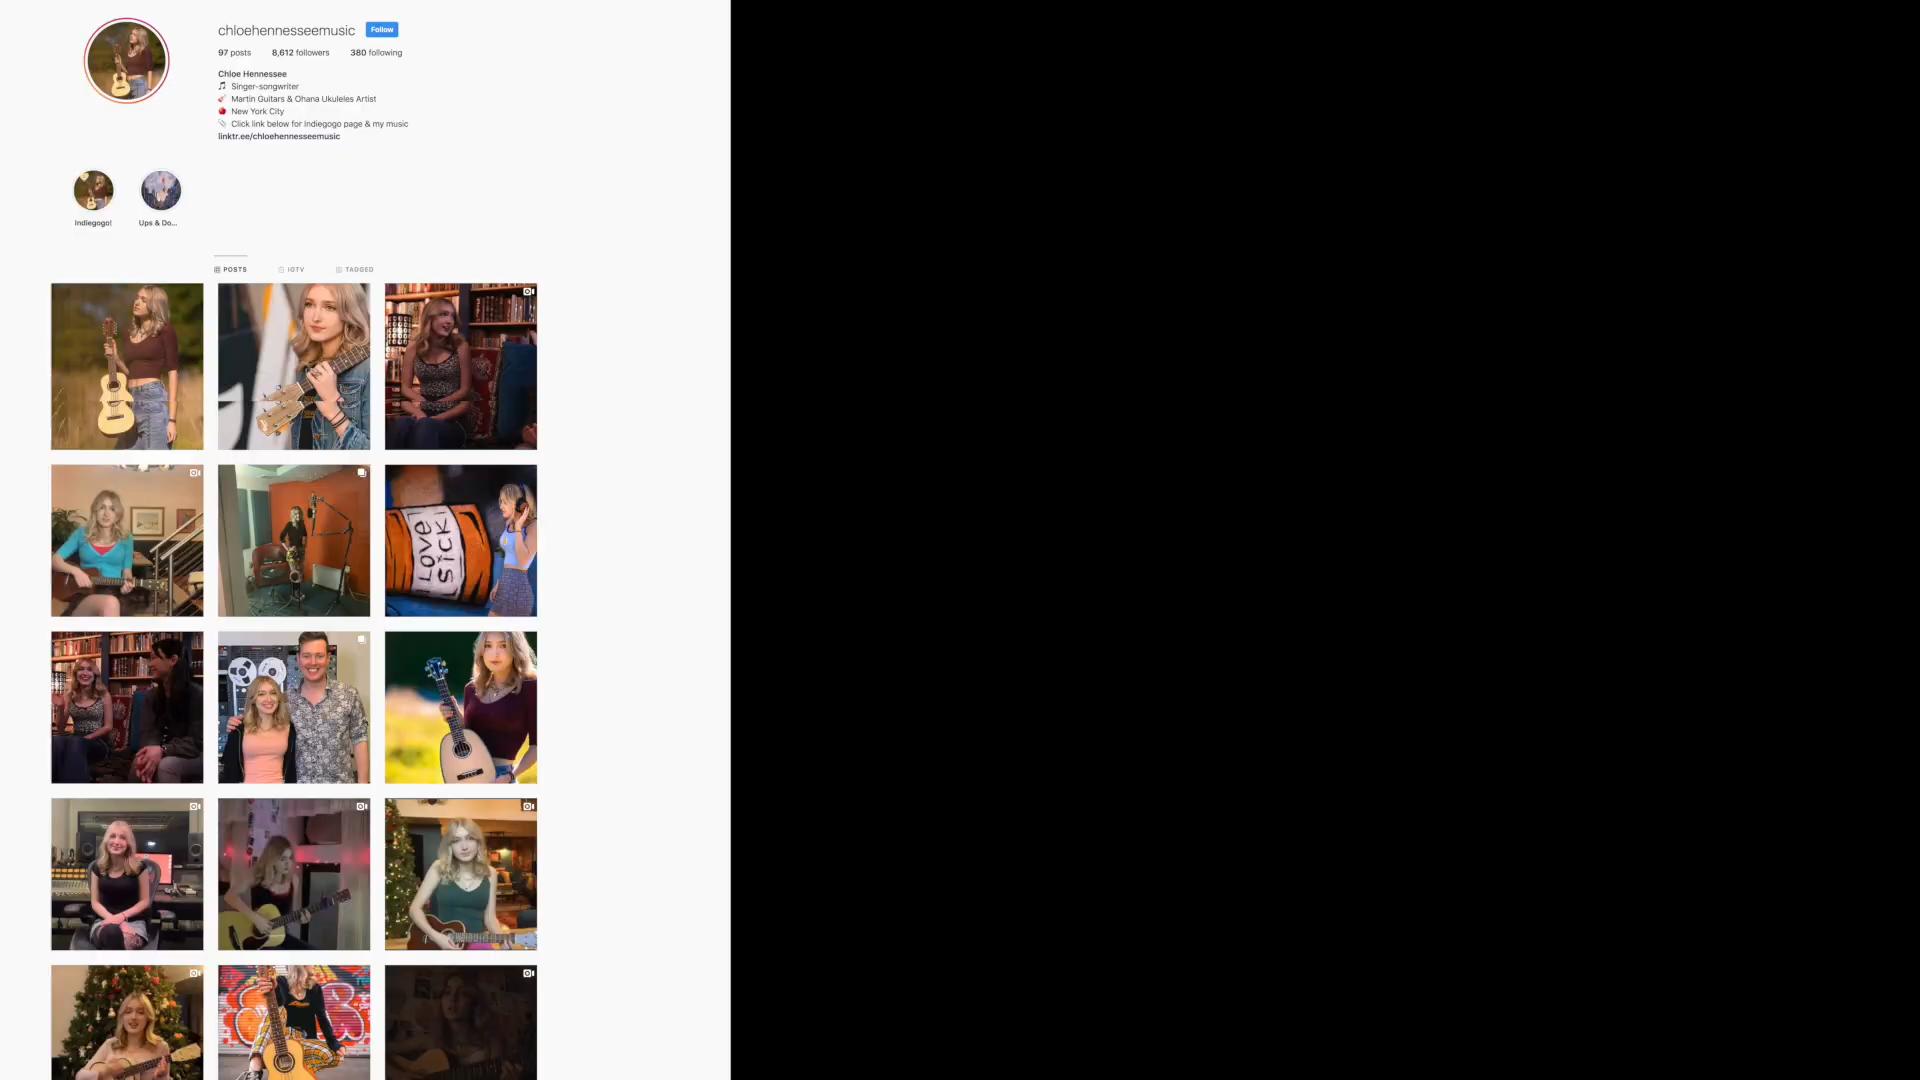 chloehennesseemusic Follow
97 posts 8,612 followers 380 following
Chloe Hennessee
Singer-songwriter
Martin Guitars & Ohana Ukuleles Artist
New York City
Click link below for Indiegogo page & my music
linktr.ee/chloehennesseemusic
Indiegogo! Ups & Do...
POSTS IGTV TAGGED
LOVE
SICK